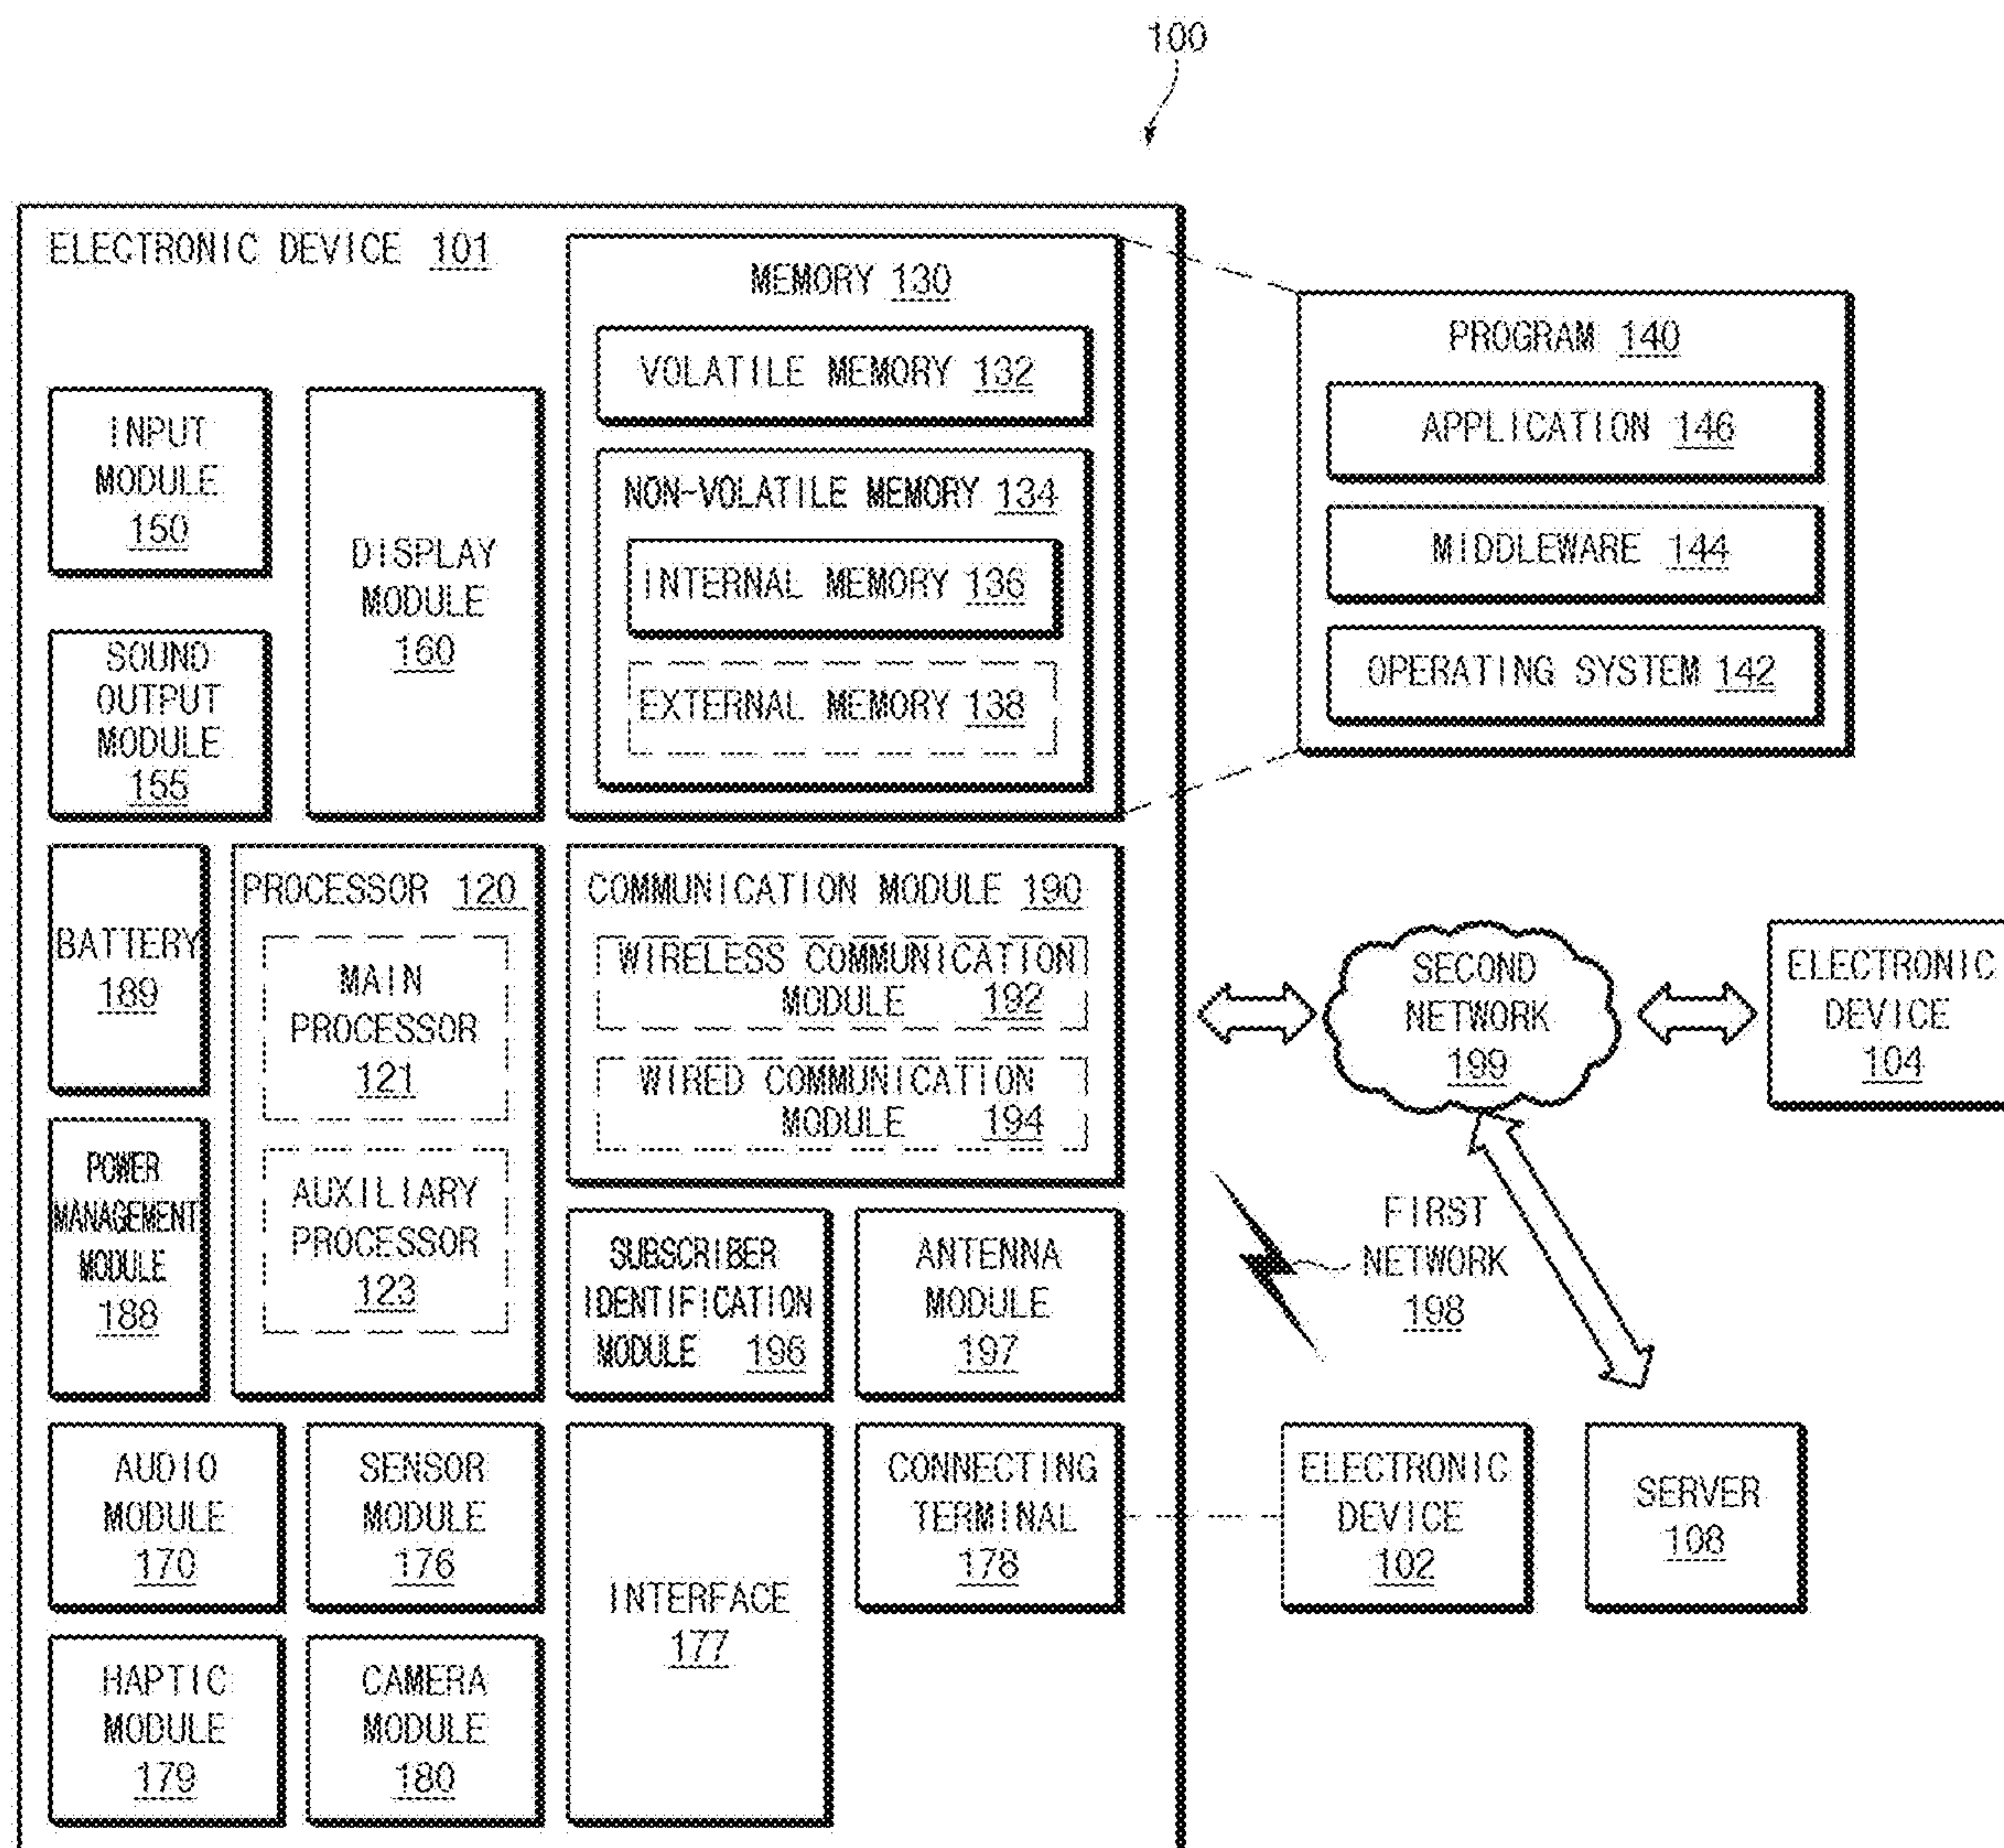 100
ELECTRONIC DEVICE 101
MEMORY 130
VOLATILE MEMORY 132
NON-VOLATILE MEMORY 134
INTERNAL MEMORY 136
EXTERNAL MEMORY 138
PROGRAM 140
APPLICATION 146
MIDDLEWARE 144
OPERATING SYSTEM 142
INPUT
MODULE
150
SOUND
OUTPUT
MODULE
155
DISPLAY
MODULE
160
BATTERY
189
POWER
MANAGEMENT
MODULE
188
PROCESSOR 120
MAIN
PROCESSOR
121
AUXILIARY
PROCESSOR
123
COMMUNICATION MODULE 190
WIRELESS COMMUNICATION
MODULE 192
WIRED COMMUNICATION
MODULE 194
SUBSCRIBER
IDENTIFICATION
MODULE 196
ANTENNA
MODULE
197
SECOND
NETWORK
199
ELECTRONIC
DEVICE
104
FIRST
NETWORK
198
AUDIO
MODULE
170
SENSOR
MODULE
176
INTERFACE
177
CONNECTING
TERMINAL
178
ELECTRONIC
DEVICE
102
SERVER
108
HAPTIC
MODULE
179
CAMERA
MODULE
180